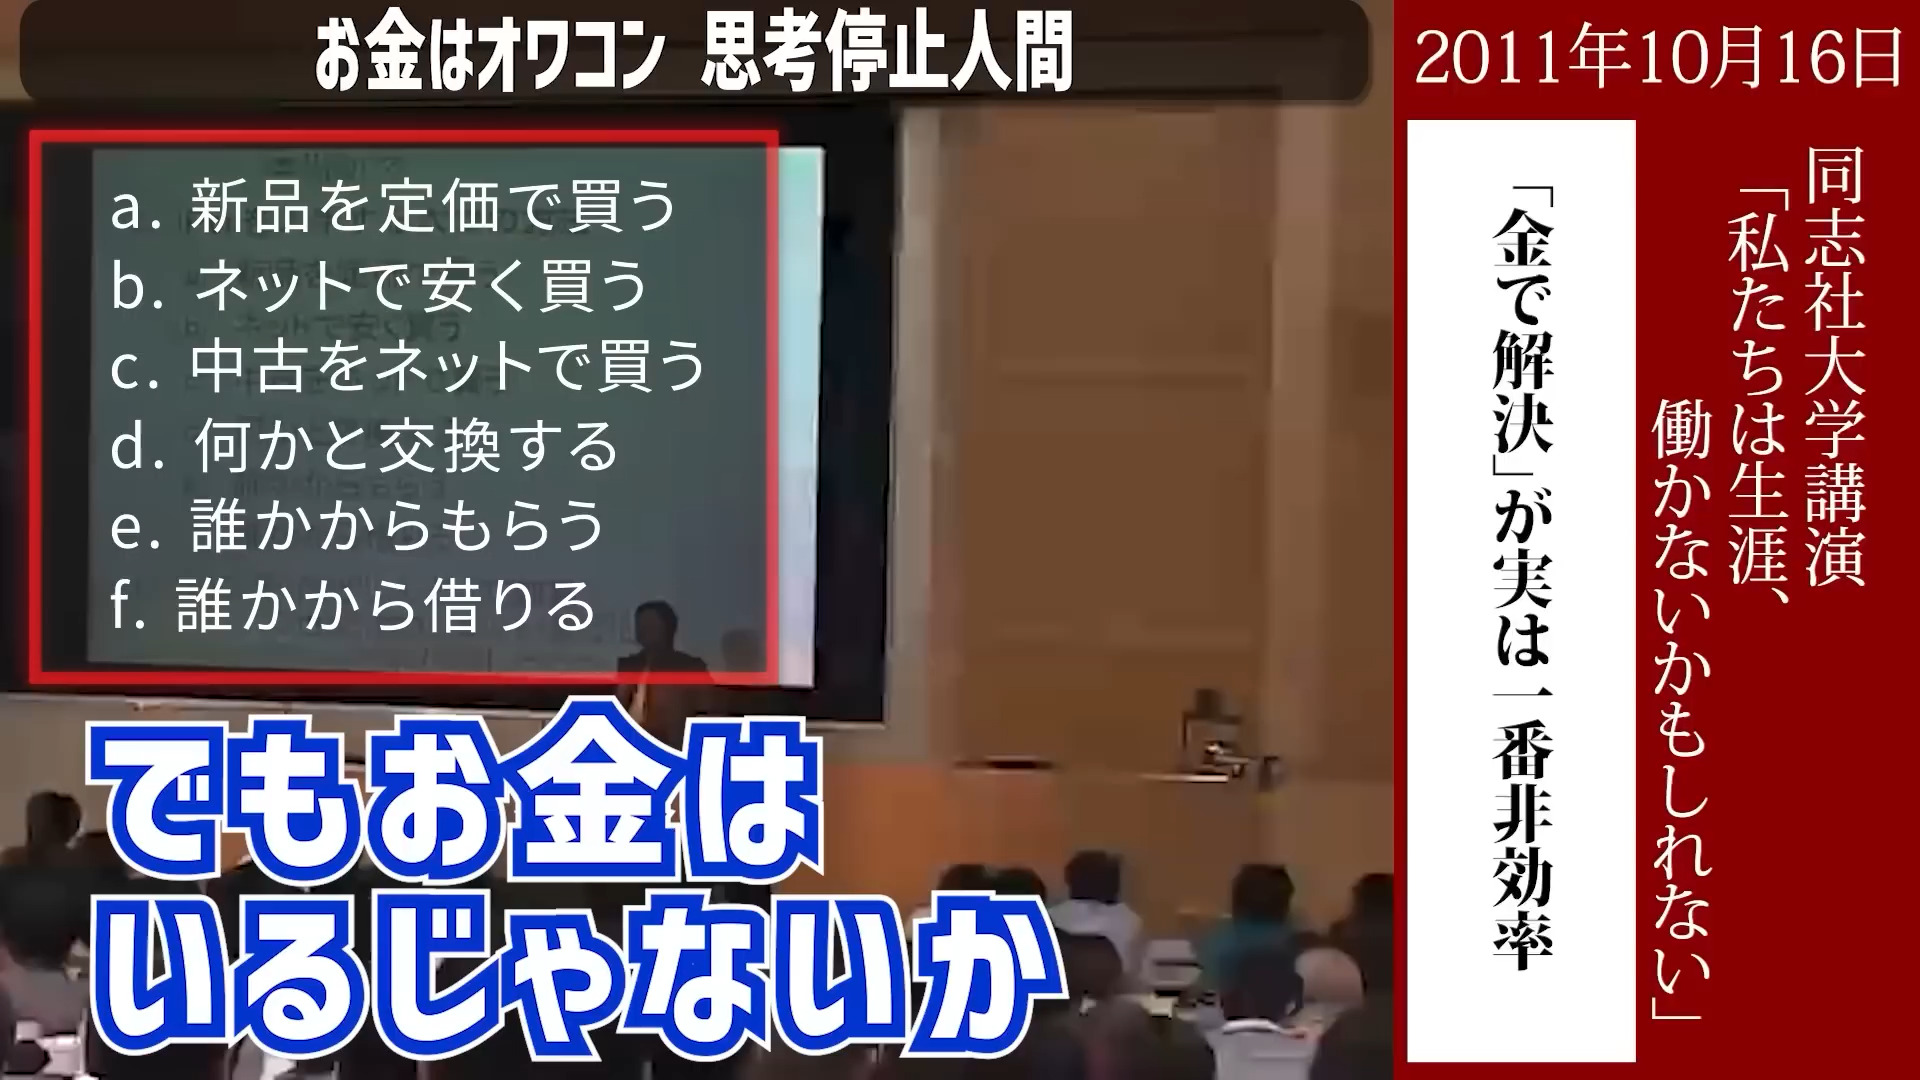 お金はオワコン 思考停止人間
a. 新品を定価で買う
b. ネットで安く買う
c. 中古をネットで買う
d. 何かと交換する
e. 誰かからもらう
f. 誰かから借りる
でもお金は
いるじゃないか
2011年10月16日
同志社大学講演
「私たちは生涯、
働かないかもしれない」
「金で解決」が実は一番非効率